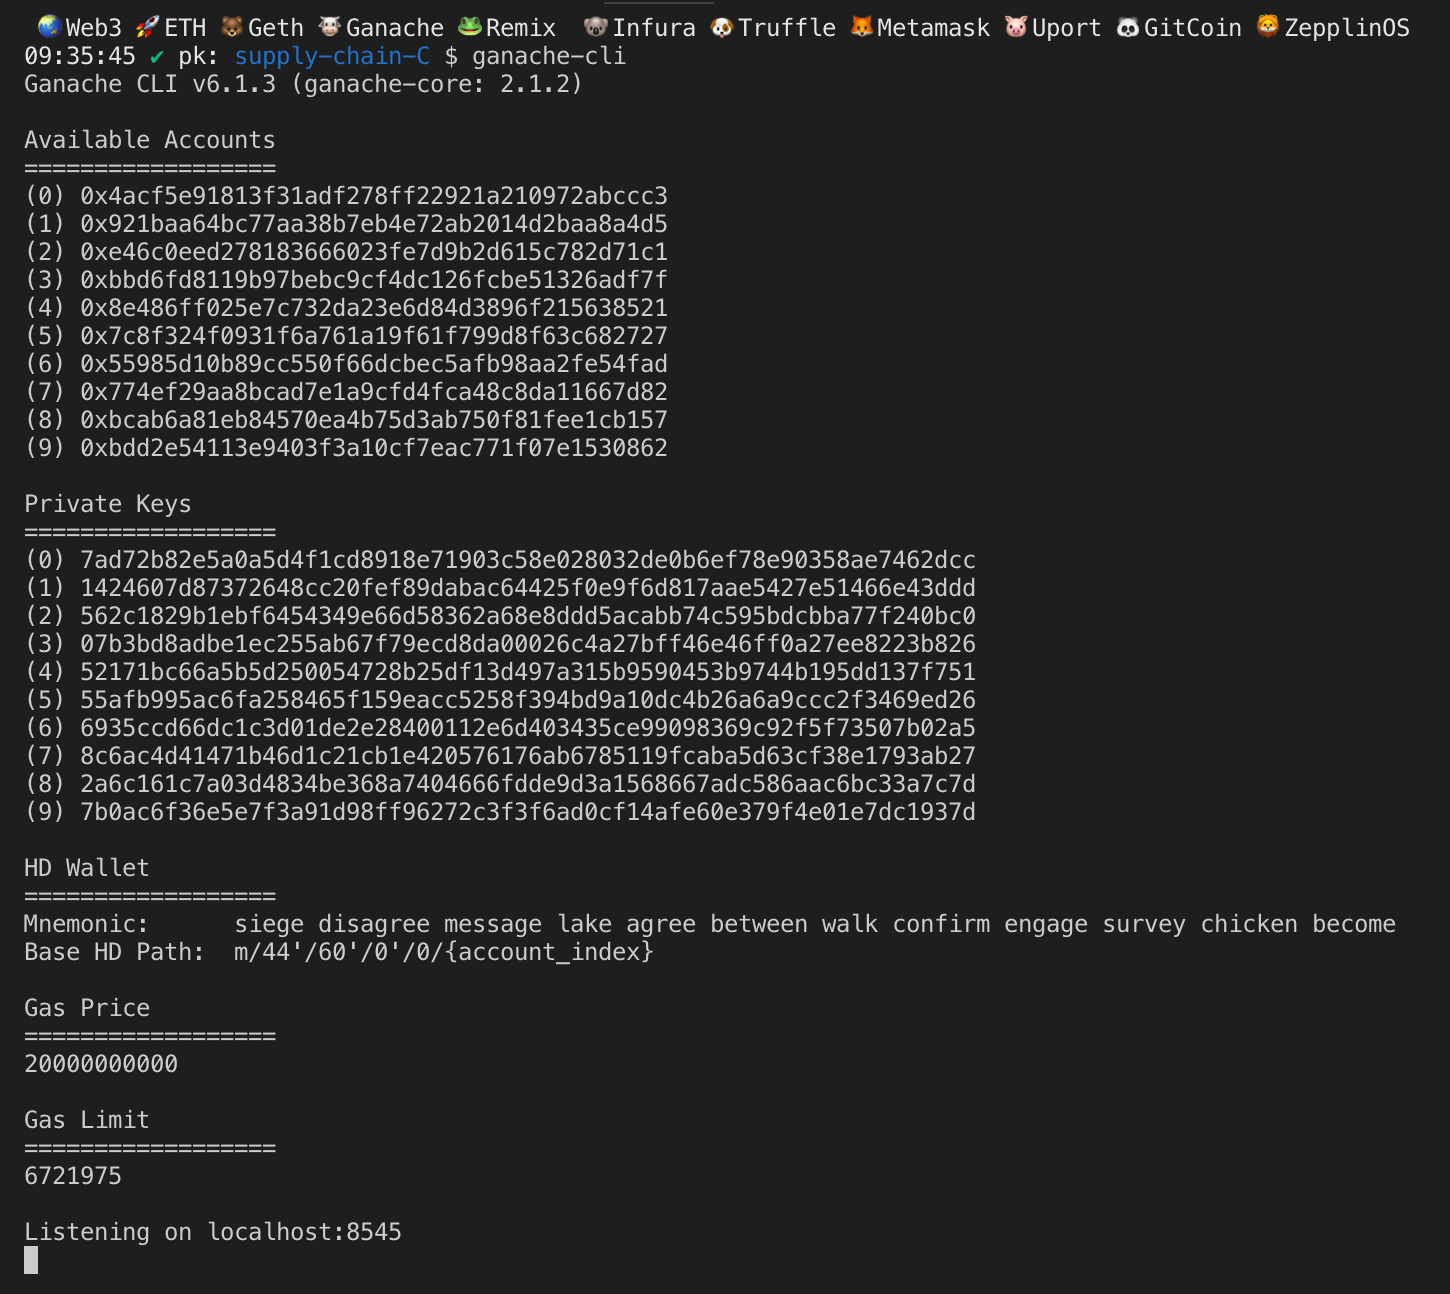 🌏Web3 🚀ETH 🐻Geth 🐮Ganache 🐸Remix 🐨Infura 🐶Truffle 🦊Metamask 🐷Uport 🐼GitCoin 🦁ZepplinOS
09:35:45 ✔ pk: supply-chain-C $ ganache-cli
Ganache CLI v6.1.3 (ganache-core: 2.1.2)

Available Accounts
==================
(0) 0x4acf5e91813f31adf278ff22921a210972abccc3
(1) 0x921baa64bc77aa38b7eb4e72ab2014d2baa8a4d5
(2) 0xe46c0eed278183666023fe7d9b2d615c782d71c1
(3) 0xbbd6fd8119b97bebc9cf4dc126fcbe51326adf7f
(4) 0x8e486ff025e7c732da23e6d84d3896f215638521
(5) 0x7c8f324f0931f6a761a19f61f799d8f63c682727
(6) 0x55985d10b89cc550f66dcbec5afb98aa2fe54fad
(7) 0x774ef29aa8bcad7e1a9cfd4fca48c8da11667d82
(8) 0xbcab6a81eb84570ea4b75d3ab750f81fee1cb157
(9) 0xbdd2e54113e9403f3a10cf7eac771f07e1530862

Private Keys
==================
(0) 7ad72b82e5a0a5d4f1cd8918e71903c58e028032de0b6ef78e90358ae7462dcc
(1) 1424607d87372648cc20fef89dabac64425f0e9f6d817aae5427e51466e43ddd
(2) 562c1829b1ebf6454349e66d58362a68e8ddd5acabb74c595bdcbba77f240bc0
(3) 07b3bd8adbe1ec255ab67f79ecd8da00026c4a27bff46e46ff0a27ee8223b826
(4) 52171bc66a5b5d250054728b25df13d497a315b9590453b9744b195dd137f751
(5) 55afb995ac6fa258465f159eacc5258f394bd9a10dc4b26a6a9ccc2f3469ed26
(6) 6935ccd66dc1c3d01de2e28400112e6d403435ce99098369c92f5f73507b02a5
(7) 8c6ac4d41471b46d1c21cb1e420576176ab6785119fcaba5d63cf38e1793ab27
(8) 2a6c161c7a03d4834be368a7404666fdde9d3a1568667adc586aac6bc33a7c7d
(9) 7b0ac6f36e5e7f3a91d98ff96272c3f3f6ad0cf14afe60e379f4e01e7dc1937d

HD Wallet
==================
Mnemonic:      siege disagree message lake agree between walk confirm engage survey chicken become
Base HD Path:  m/44'/60'/0'/0/{account_index}

Gas Price
==================
20000000000

Gas Limit
==================
6721975

Listening on localhost:8545